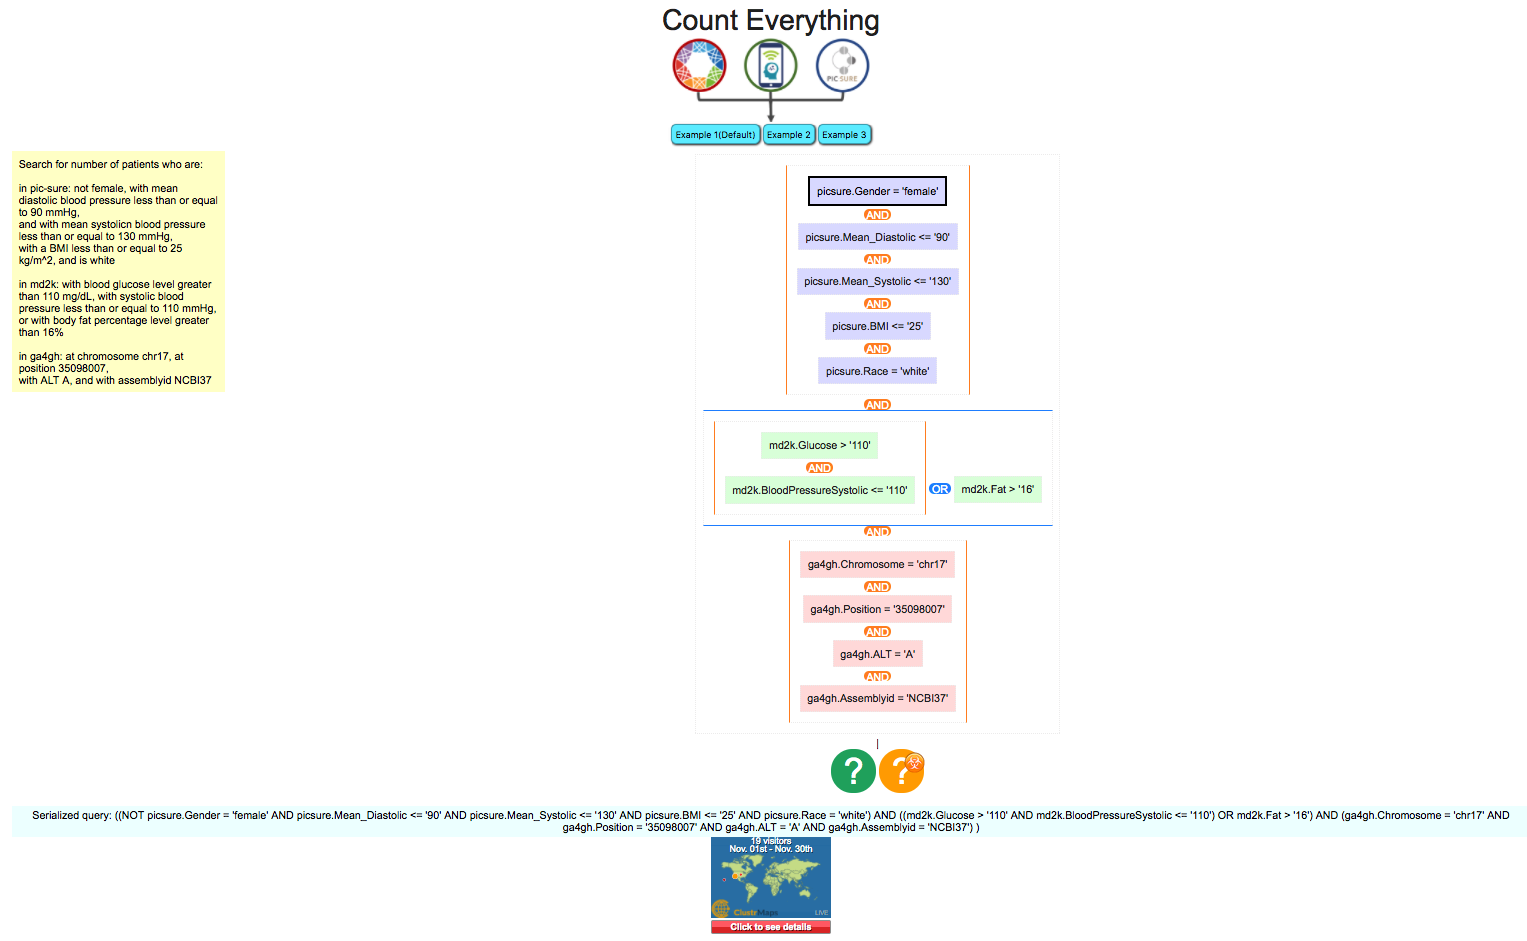 Count Everything
PIC SURE
Example 1(Default)
Example 2
Example 3
Search for number of patients who are:
in pic-sure: not female, with mean
diastolic blood pressure less than or equal
to 90 mmHg,
and with mean systolicn blood pressure
less than or equal to 130 mmHg,
with a BMI less than or equal to 25
kg/m^2, and is white
in md2k: with blood glucose level greater
than 110 mg/dL, with systolic blood
pressure less than or equal to 110 mmHg,
or with body fat percentage level greater
than 16%
in ga4gh: at chromosome chr17, at
position 35098007,
with ALT A, and with assemblyid NCBI37
picsure.Gender = 'female'
AND
picsure.Mean_Diastolic <= '90'
AND
picsure.Mean_Systolic <= '130'
AND
picsure.BMI <= '25'
AND
picsure.Race = 'white'
AND
md2k.Glucose > '110'
AND
md2k.BloodPressureSystolic <= '110'
OR
md2k.Fat > '16'
AND
ga4gh.Chromosome = 'chr17'
AND
ga4gh.Position = '35098007'
AND
ga4gh.ALT = 'A'
AND
ga4gh.Assemblyid = 'NCBI37'
? ?
Serialized query: ((NOT picsure.Gender = 'female' AND picsure.Mean_Diastolic <= '90' AND picsure.Mean_Systolic <= '130' AND picsure.BMI <= '25' AND picsure.Race = 'white') AND ((md2k.Glucose > '110' AND md2k.BloodPressureSystolic <= '110') OR md2k.Fat > '16') AND (ga4gh.Chromosome = 'chr17' AND
ga4gh.Position = '35098007' AND ga4gh.ALT = 'A' AND ga4gh.Assemblyid = 'NCBI37') )
19 visitors
Nov. 01st - Nov. 30th
ClustrMaps
LIVE
Click to see details